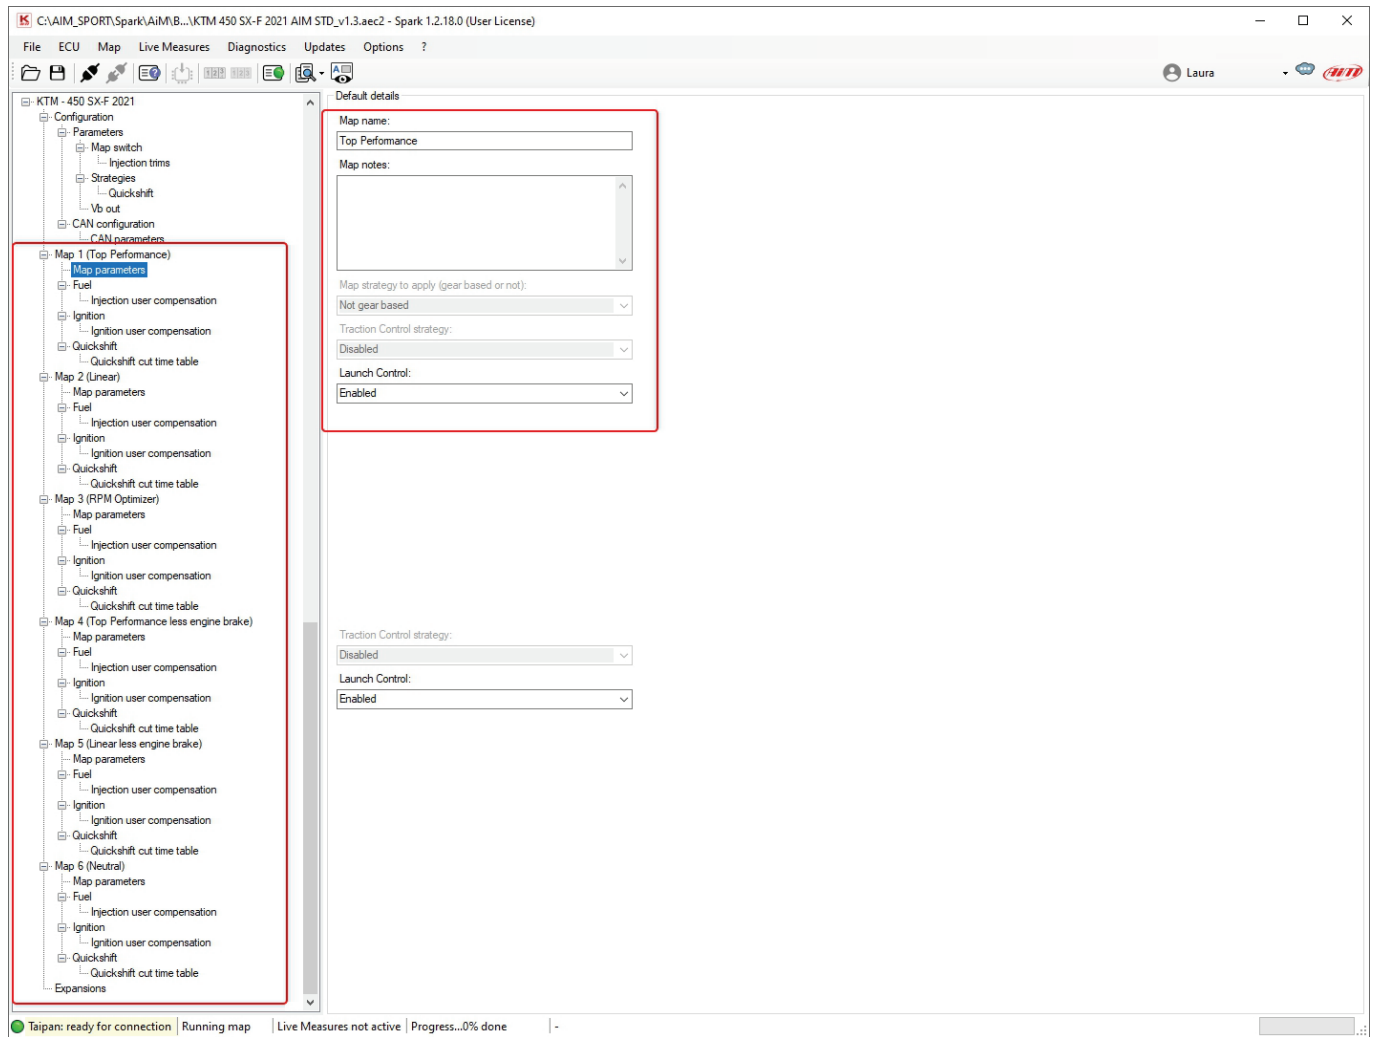 C:\AIM_SPORT\Spark\AiM\B...\KTM 450 SX-F 2021 AIM STD_v1.3.aec2 - Spark 1.2.18.0 (User License)
File ECU Map Live Measures Diagnostics Updates Options ?
Laura
AiM
KTM - 450 SX-F 2021
Configuration
Parameters
Map switch
Injection trims
Strategies
Quickshift
Vb out
CAN configuration
CAN parameters
Map 1 (Top Performance)
Map parameters
Fuel
Injection user compensation
Ignition
Ignition user compensation
Quickshift
Quickshift cut time table
Map 2 (Linear)
Map parameters
Fuel
Injection user compensation
Ignition
Ignition user compensation
Quickshift
Quickshift cut time table
Map 3 (RPM Optimizer)
Map parameters
Fuel
Injection user compensation
Ignition
Ignition user compensation
Quickshift
Quickshift cut time table
Map 4 (Top Performance less engine brake)
Map parameters
Fuel
Injection user compensation
Ignition
Ignition user compensation
Quickshift
Quickshift cut time table
Map 5 (Linear less engine brake)
Map parameters
Fuel
Injection user compensation
Ignition
Ignition user compensation
Quickshift
Quickshift cut time table
Map 6 (Neutral)
Map parameters
Fuel
Injection user compensation
Ignition
Ignition user compensation
Quickshift
Quickshift cut time table
Expansions
Default details
Map name:
Top Performance
Map notes:
Map strategy to apply (gear based or not):
Not gear based
Traction Control strategy:
Disabled
Launch Control:
Enabled
Traction Control strategy:
Disabled
Launch Control:
Enabled
Taipan: ready for connection Running map Live Measures not active Progress...0% done -